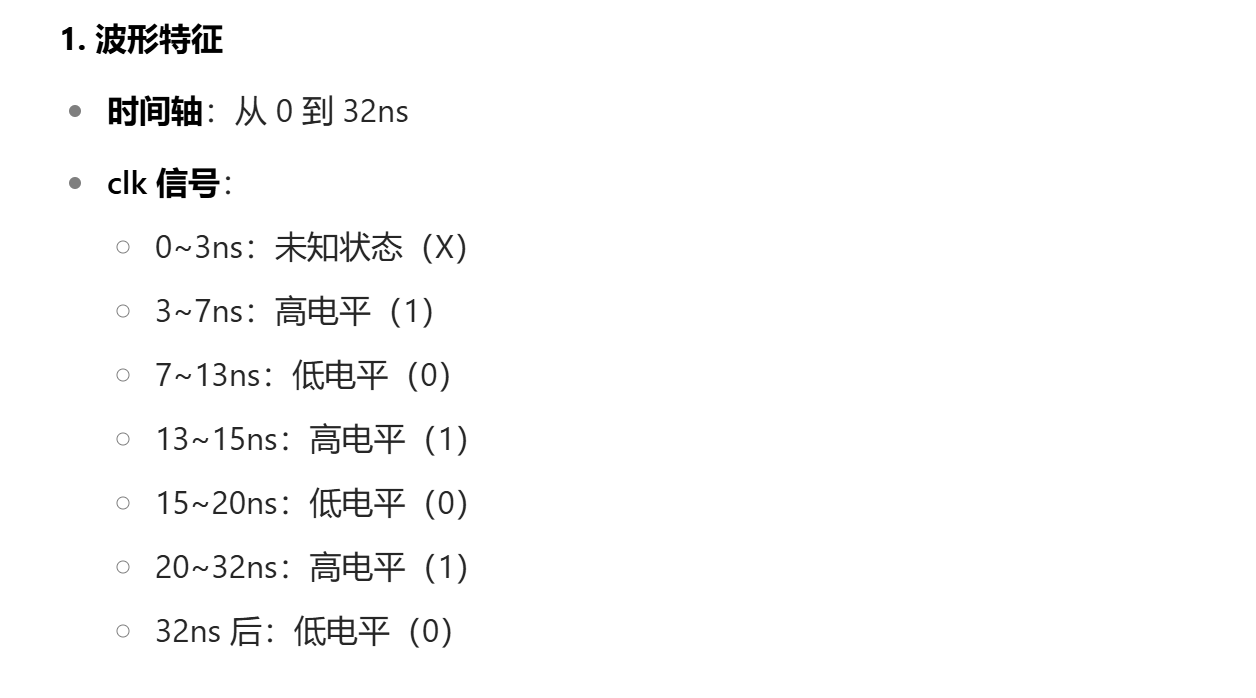 1. 波形特征
时间轴：从 0 到 32ns
clk 信号：
0~3ns：未知状态（X）
3~7ns：高电平（1）
7~13ns：低电平（0）
13~15ns：高电平（1）
15~20ns：低电平（0）
20~32ns：高电平（1）
32ns 后：低电平（0）